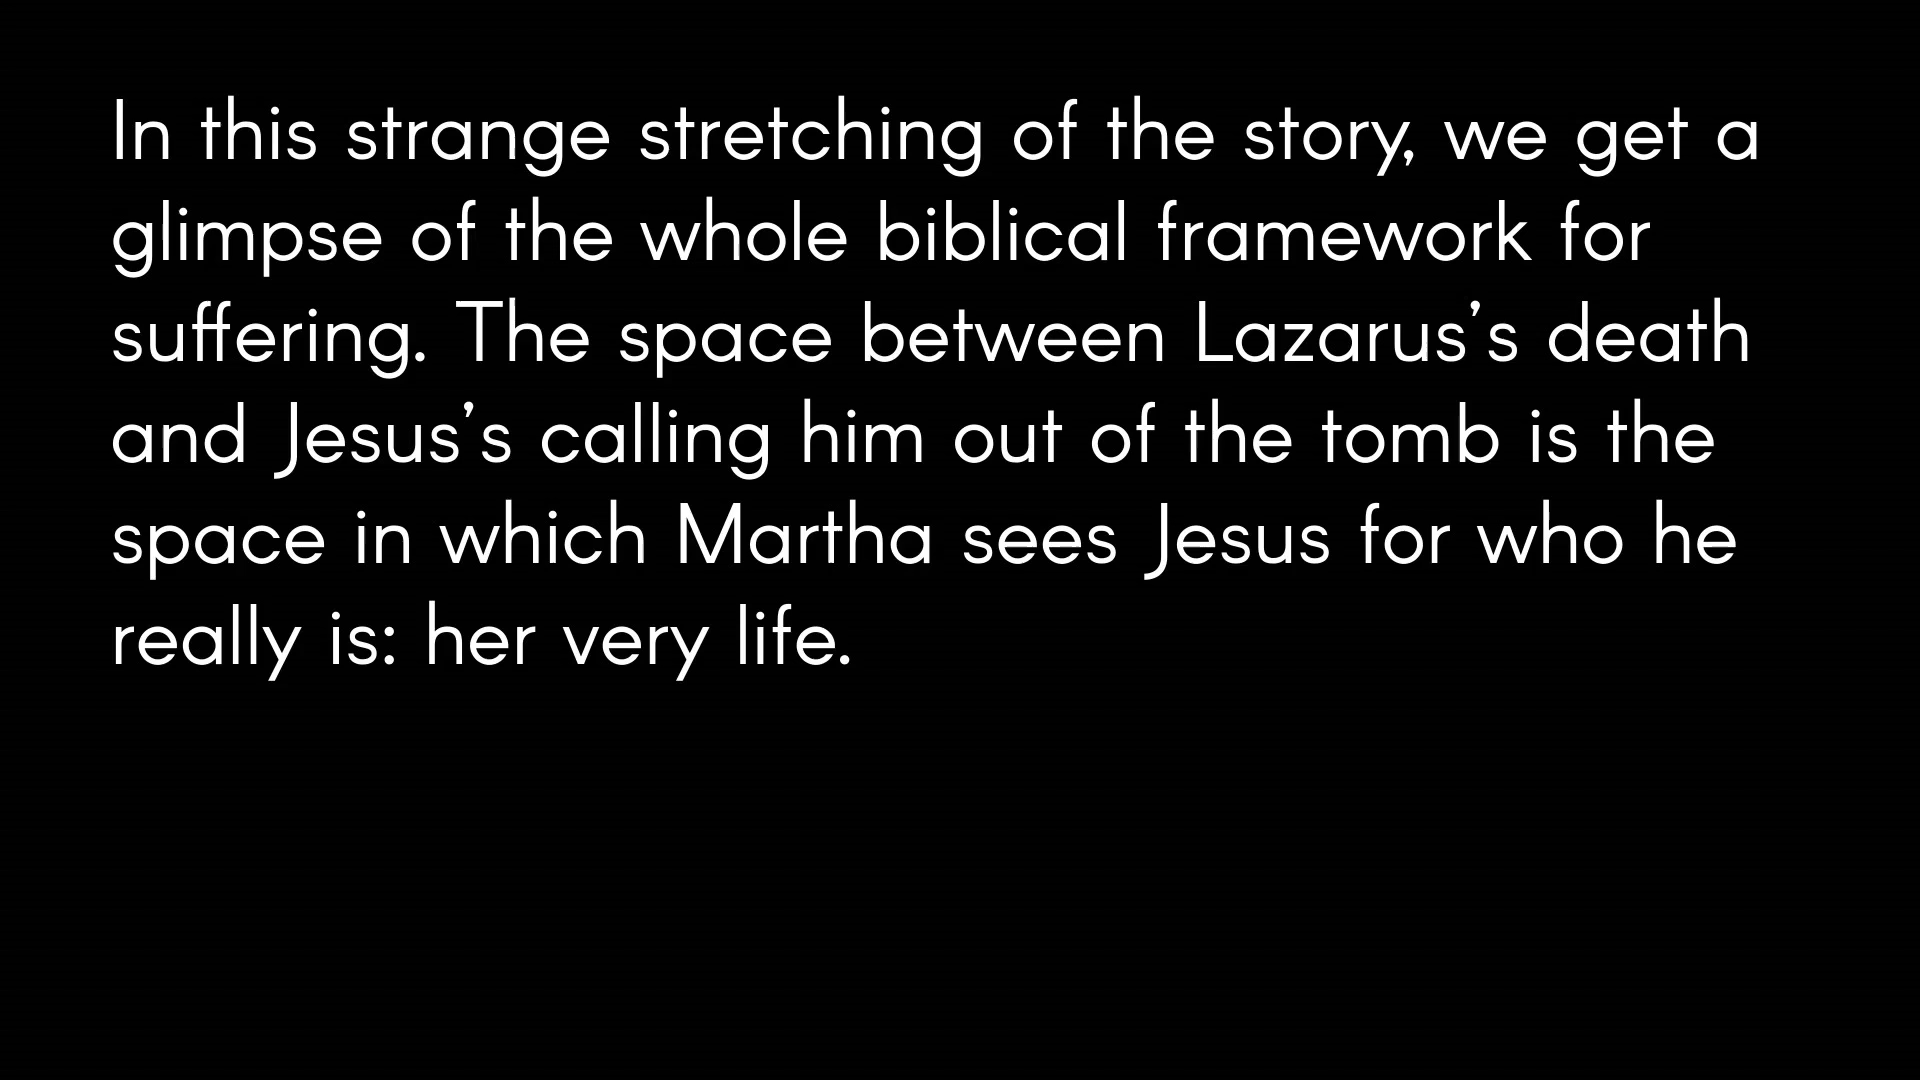 In this strange stretching of the story, we get a
glimpse of the whole biblical framework for
suffering. The space between Lazarus’s death
and Jesus’s calling him out of the tomb is the
space in which Martha sees Jesus for who he
really is: her very life.